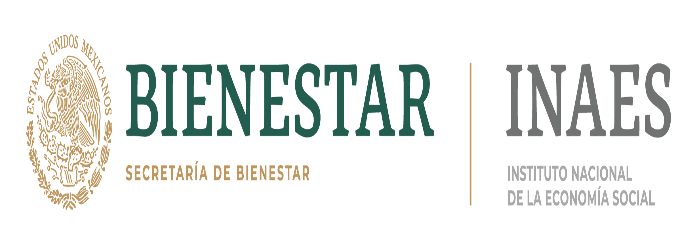 ESTADOS UNIDOS MEXICANOS
BIENESTAR
SECRETARÍA DE BIENESTAR
INAES
INSTITUTO NACIONAL
DE LA ECONOMÍA SOCIAL